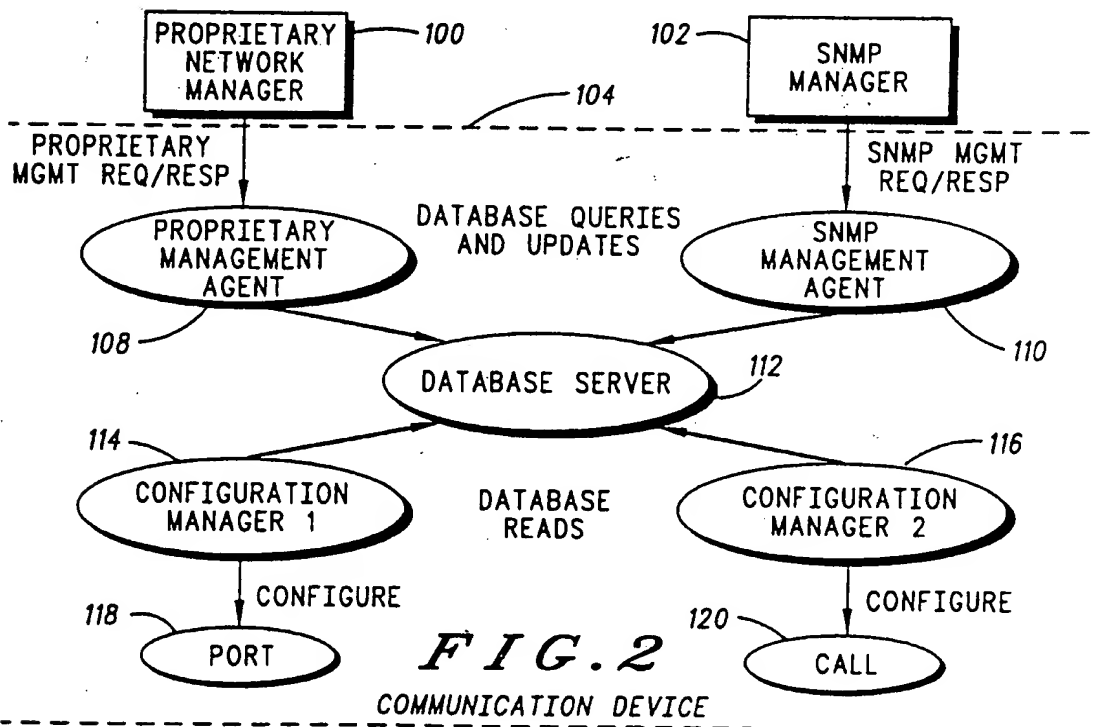 PROPRIETARY
NETWORK
MANAGER
100
102
SNMP
MANAGER
104
PROPRIETARY
MGMT REQ/RESP
SNMP MGMT
REQ/RESP
DATABASE QUERIES
AND UPDATES
PROPRIETARY
MANAGEMENT
AGENT
SNMP
MANAGEMENT
AGENT
108
110
DATABASE SERVER
112
114
116
CONFIGURATION
MANAGER 1
DATABASE
READS
CONFIGURATION
MANAGER 2
CONFIGURE
CONFIGURE
118
PORT
120
CALL
FIG.2
COMMUNICATION DEVICE